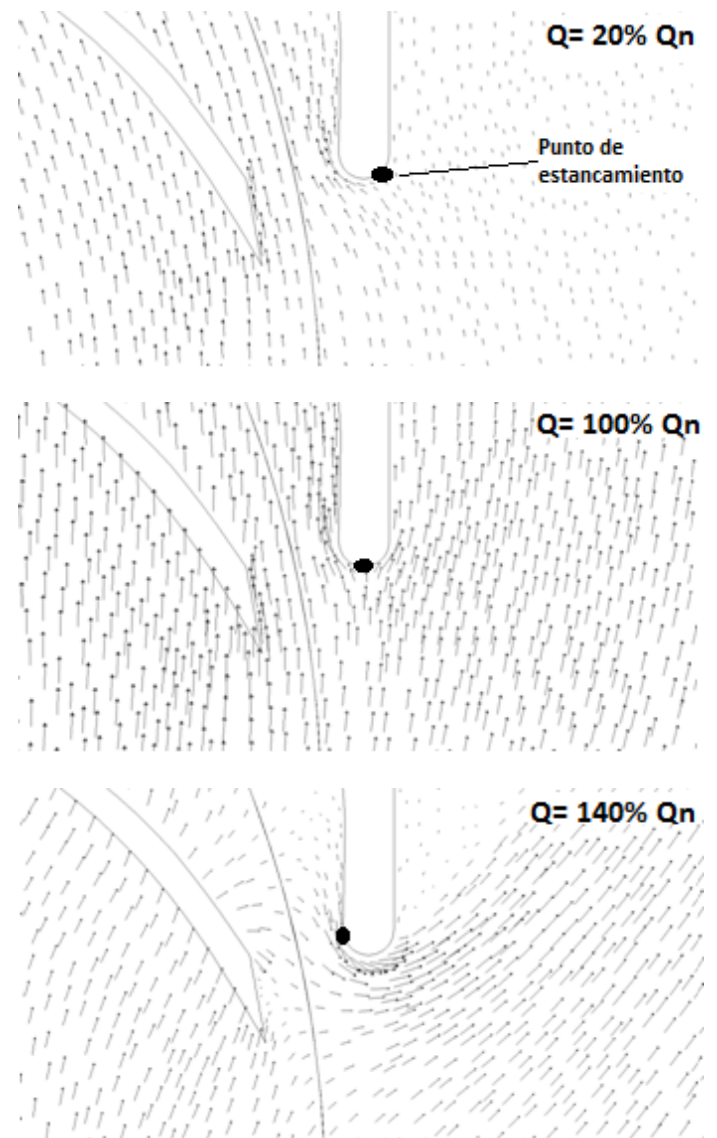 Q= 20% Qn
Punto de
estancamiento
Q= 100% Qn
Q= 140% Qn